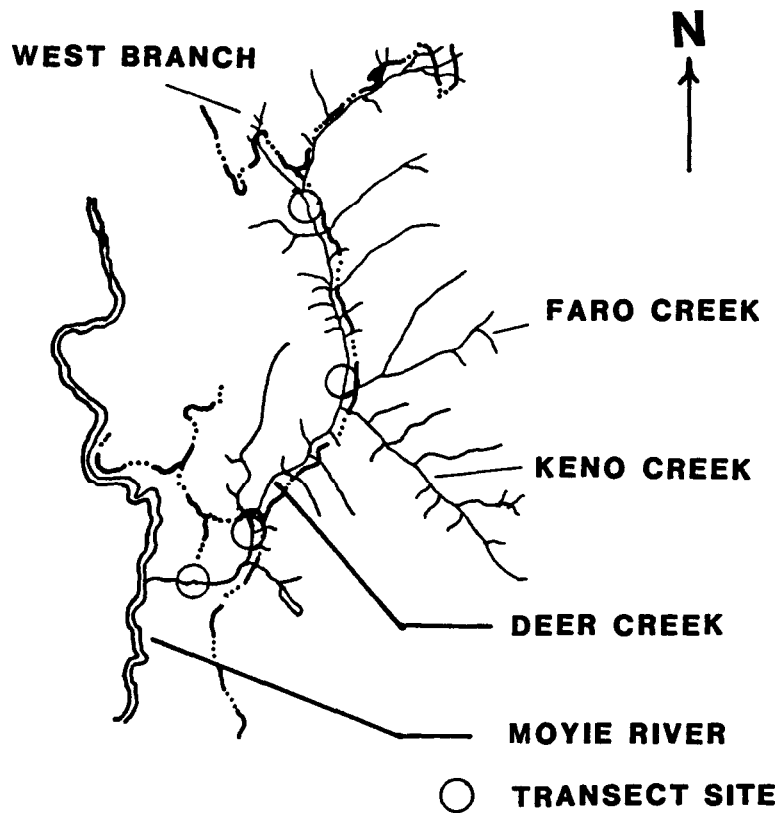 N
WEST BRANCH
FARO CREEK
KENO CREEK
DEER CREEK
MOYIE RIVER
TRANSECT SITE